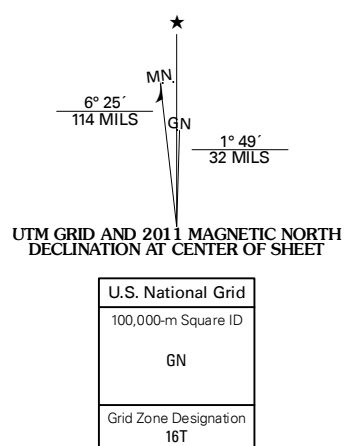 ★
M.N.
6° 25´
114 MILS
GN
1° 49´
32 MILS
UTM GRID AND 2011 MAGNETIC NORTH
DECLINATION AT CENTER OF SHEET
U.S. National Grid
100,000-m Square ID
GN
Grid Zone Designation
16T